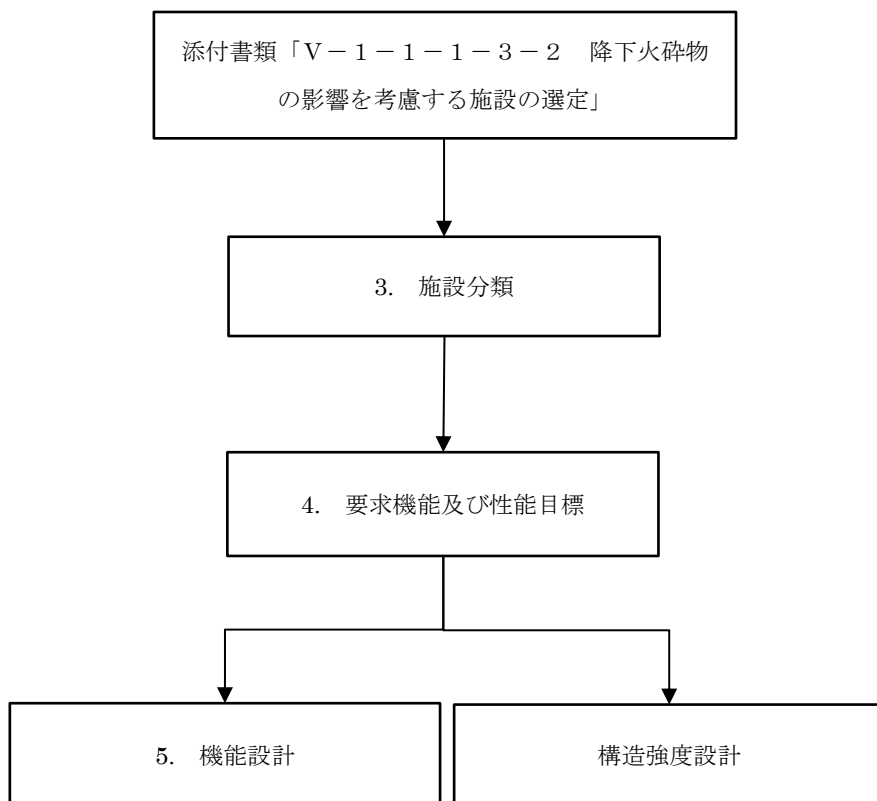 添付書類「Ⅴ－１－１－１－３－２　降下火砕物
の影響を考慮する施設の選定」
3.　施設分類
4.　要求機能及び性能目標
5.　機能設計
構造強度設計